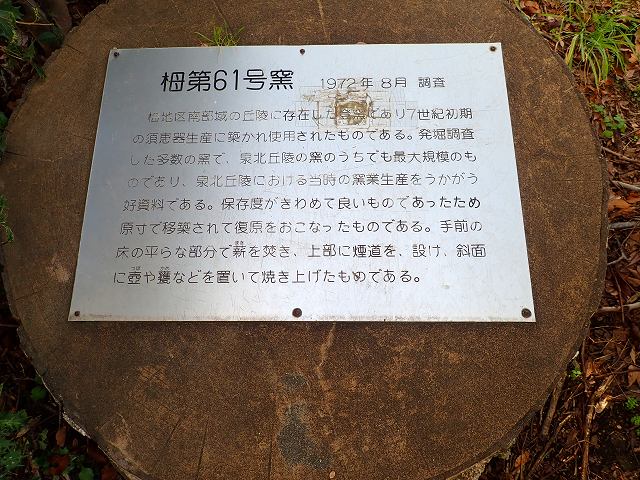 栂第61号窯 1972年8月 調査
栂地区南部域の丘陵に存在した であり7世紀初期
の須恵器生産に築かれ使用されたものである。発掘調査
した多数の窯で、泉北丘陵の窯のうちでも最大規模のも
のであり、泉北丘陵における当時の窯業生産をうかがう
好資料である。保存度がきわめて良いものであったため
原寸で移築されて復原をおこなったものである。手前の
床の平らな部分で薪を焚き、上部に煙道を、設け、斜面
に壺や甕などを置いて焼き上げたものである。